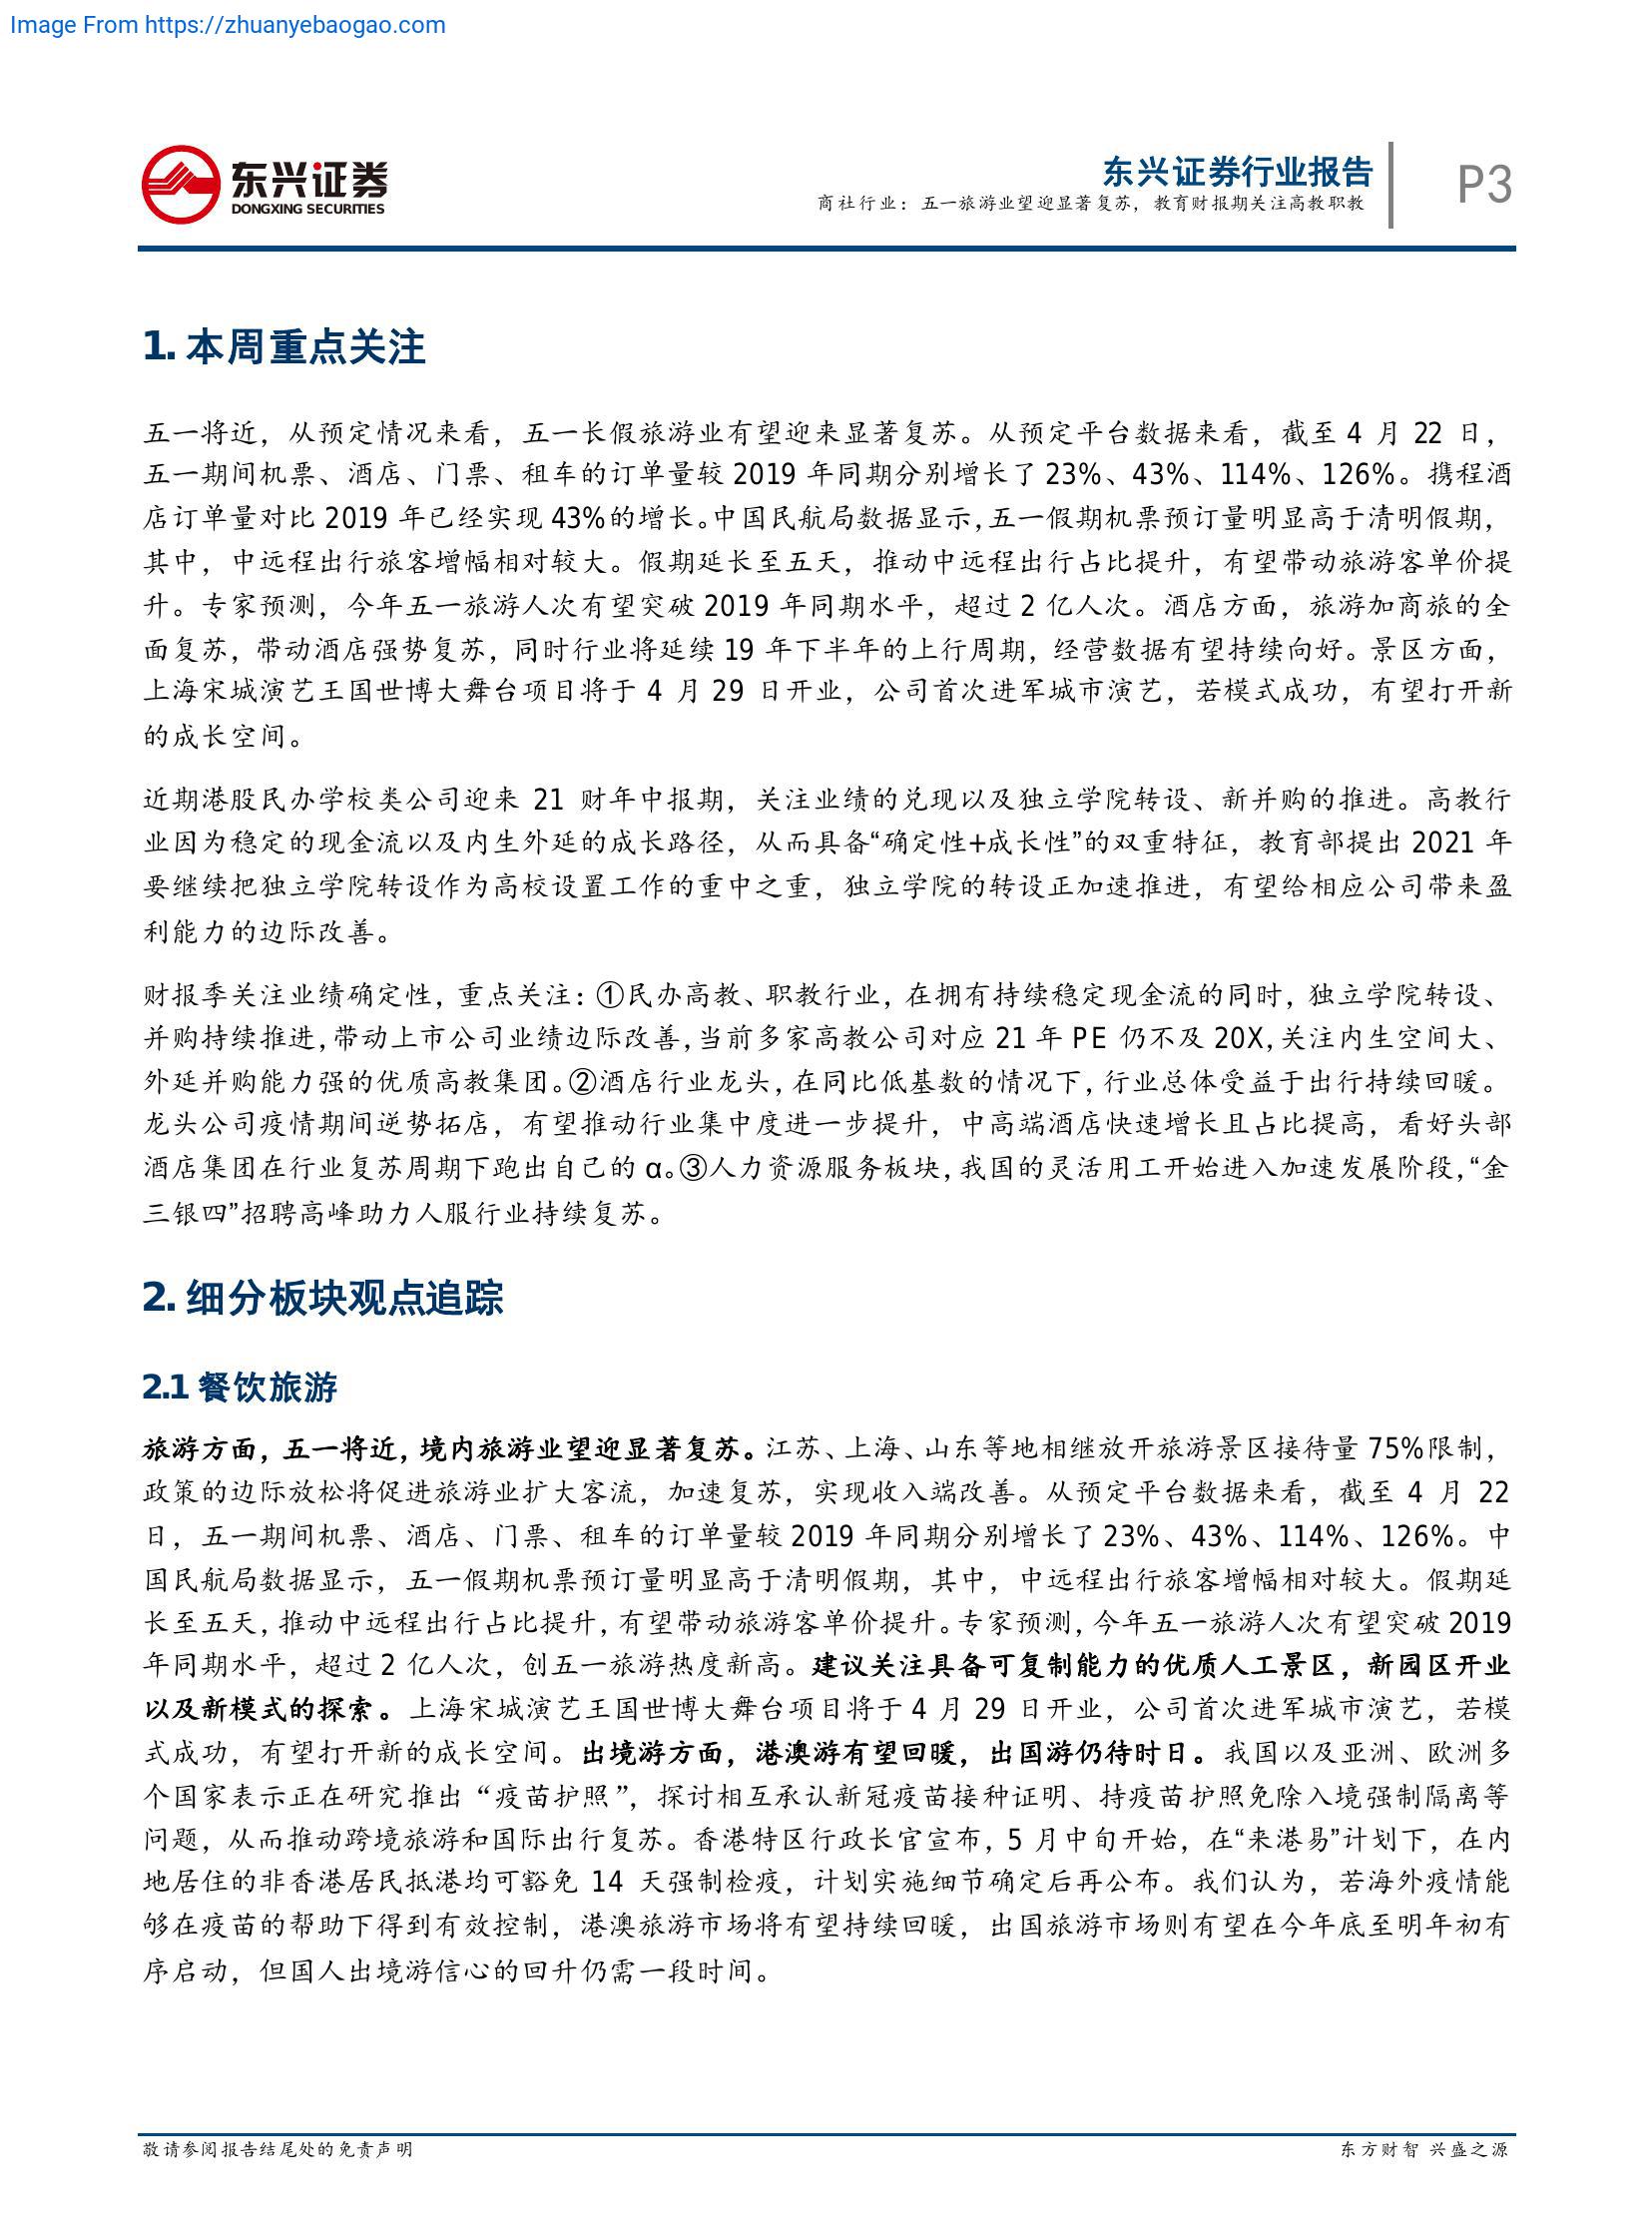 Image From https://zhuanyebaogao.com
东兴证券
DONGXING SECURITIES
东兴证券行业报告
商社行业：五一旅游业望迎显著复苏，教育财报期关注高教职教
P3
1. 本周重点关注
五一将近，从预定情况来看，五一长假旅游业有望迎来显著复苏。从预定平台数据来看，截至 4 月 22 日，
五一期间机票、酒店、门票、租车的订单量较 2019 年同期分别增长了 23%、43%、114%、126%。携程酒
店订单量对比 2019 年已经实现 43%的增长。中国民航局数据显示，五一假期机票预订量明显高于清明假期，
其中，中远程出行旅客增幅相对较大。假期延长至五天，推动中远程出行占比提升，有望带动旅游客单价提
升。专家预测，今年五一旅游人次有望突破 2019 年同期水平，超过 2 亿人次。酒店方面，旅游加商旅的全
面复苏，带动酒店强势复苏，同时行业将延续 19 年下半年的上行周期，经营数据有望持续向好。景区方面，
上海宋城演艺王国世博大舞台项目将于 4 月 29 日开业，公司首次进军城市演艺，若模式成功，有望打开新
的成长空间。
近期港股民办学校类公司迎来 21 财年中报期，关注业绩的兑现以及独立学院转设、新并购的推进。高教行
业因为稳定的现金流以及内生外延的成长路径，从而具备“确定性+成长性”的双重特征，教育部提出 2021 年
要继续把独立学院转设作为高校设置工作的重中之重，独立学院的转设正加速推进，有望给相应公司带来盈
利能力的边际改善。
财报季关注业绩确定性，重点关注：①民办高教、职教行业，在拥有持续稳定现金流的同时，独立学院转设、
并购持续推进，带动上市公司业绩边际改善，当前多家高教公司对应 21 年 PE 仍不及 20X，关注内生空间大、
外延并购能力强的优质高教集团。②酒店行业龙头，在同比低基数的情况下，行业总体受益于出行持续回暖。
龙头公司疫情期间逆势拓店，有望推动行业集中度进一步提升，中高端酒店快速增长且占比提高，看好头部
酒店集团在行业复苏周期下跑出自己的 α。③人力资源服务板块，我国的灵活用工开始进入加速发展阶段，“金
三银四”招聘高峰助力人服行业持续复苏。
2. 细分板块观点追踪
2.1 餐饮旅游
旅游方面，五一将近，境内旅游业望迎显著复苏。江苏、上海、山东等地相继放开旅游景区接待量 75%限制，
政策的边际放松将促进旅游业扩大客流，加速复苏，实现收入端改善。从预定平台数据来看，截至 4 月 22
日，五一期间机票、酒店、门票、租车的订单量较 2019 年同期分别增长了 23%、43%、114%、126%。中
国民航局数据显示，五一假期机票预订量明显高于清明假期，其中，中远程出行旅客增幅相对较大。假期延
长至五天，推动中远程出行占比提升，有望带动旅游客单价提升。专家预测，今年五一旅游人次有望突破 2019
年同期水平，超过 2 亿人次，创五一旅游热度新高。建议关注具备可复制能力的优质人工景区，新园区开业
以及新模式的探索。上海宋城演艺王国世博大舞台项目将于 4 月 29 日开业，公司首次进军城市演艺，若模
式成功，有望打开新的成长空间。出境游方面，港澳游有望回暖，出国游仍待时日。我国以及亚洲、欧洲多
个国家表示正在研究推出“疫苗护照”，探讨相互承认新冠疫苗接种证明、持疫苗护照免除入境强制隔离等
问题，从而推动跨境旅游和国际出行复苏。香港特区行政长官宣布，5 月中旬开始，在“来港易”计划下，在内
地居住的非香港居民抵港均可豁免 14 天强制检疫，计划实施细节确定后再公布。我们认为，若海外疫情能
够在疫苗的帮助下得到有效控制，港澳旅游市场将有望持续回暖，出国旅游市场则有望在今年底至明年初有
序启动，但国人出境游信心的回升仍需一段时间。
敬请参阅报告结尾处的免责声明
东方财智 兴盛之源